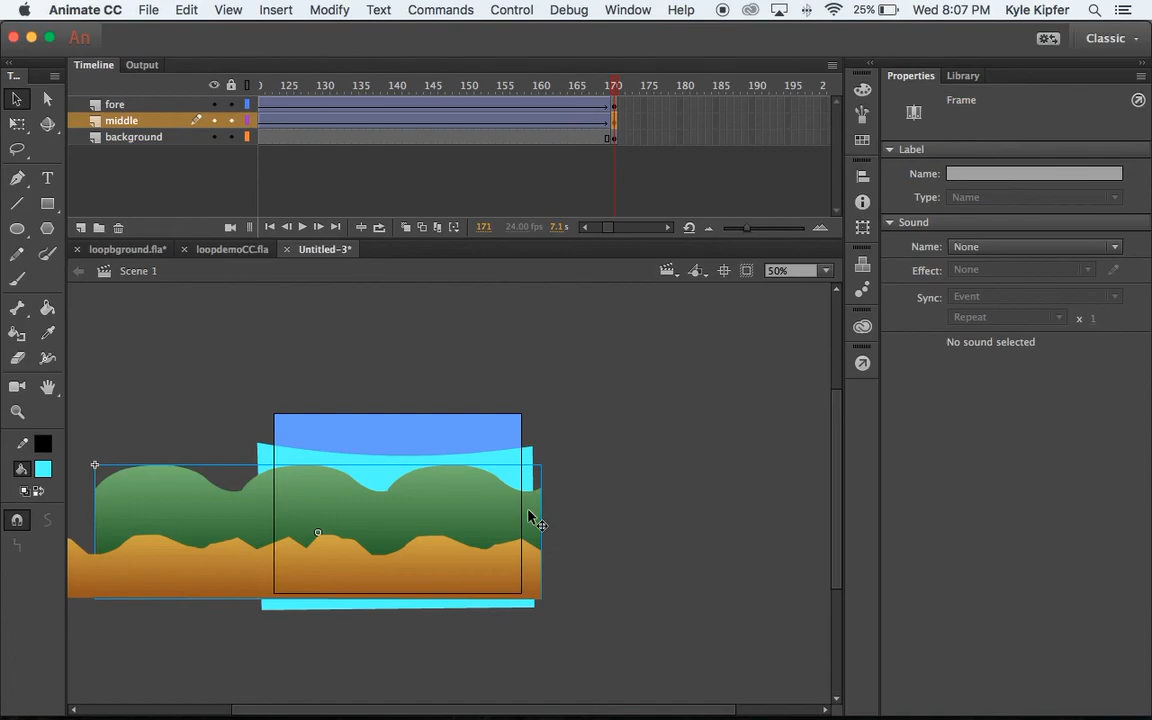 Animate CC File Edit View Insert Modify Text Commands Control Debug Window Help 25% Wed 8:07 PM Kyle Kipfer
An Classic
T... Timeline Output Properties Library
125 130 135 140 145 150 155 160 165 170 175 180 185 190 195 2
Frame
fore
middle
background
Label
Name:
Type: Name
Sound
171 24.00 fps 7.1 s
Name: None
loopbground.fla* loopdemoCC.fla Untitled-3*
Effect: None
Scene 1 50%
Sync: Event
Repeat x 1
No sound selected